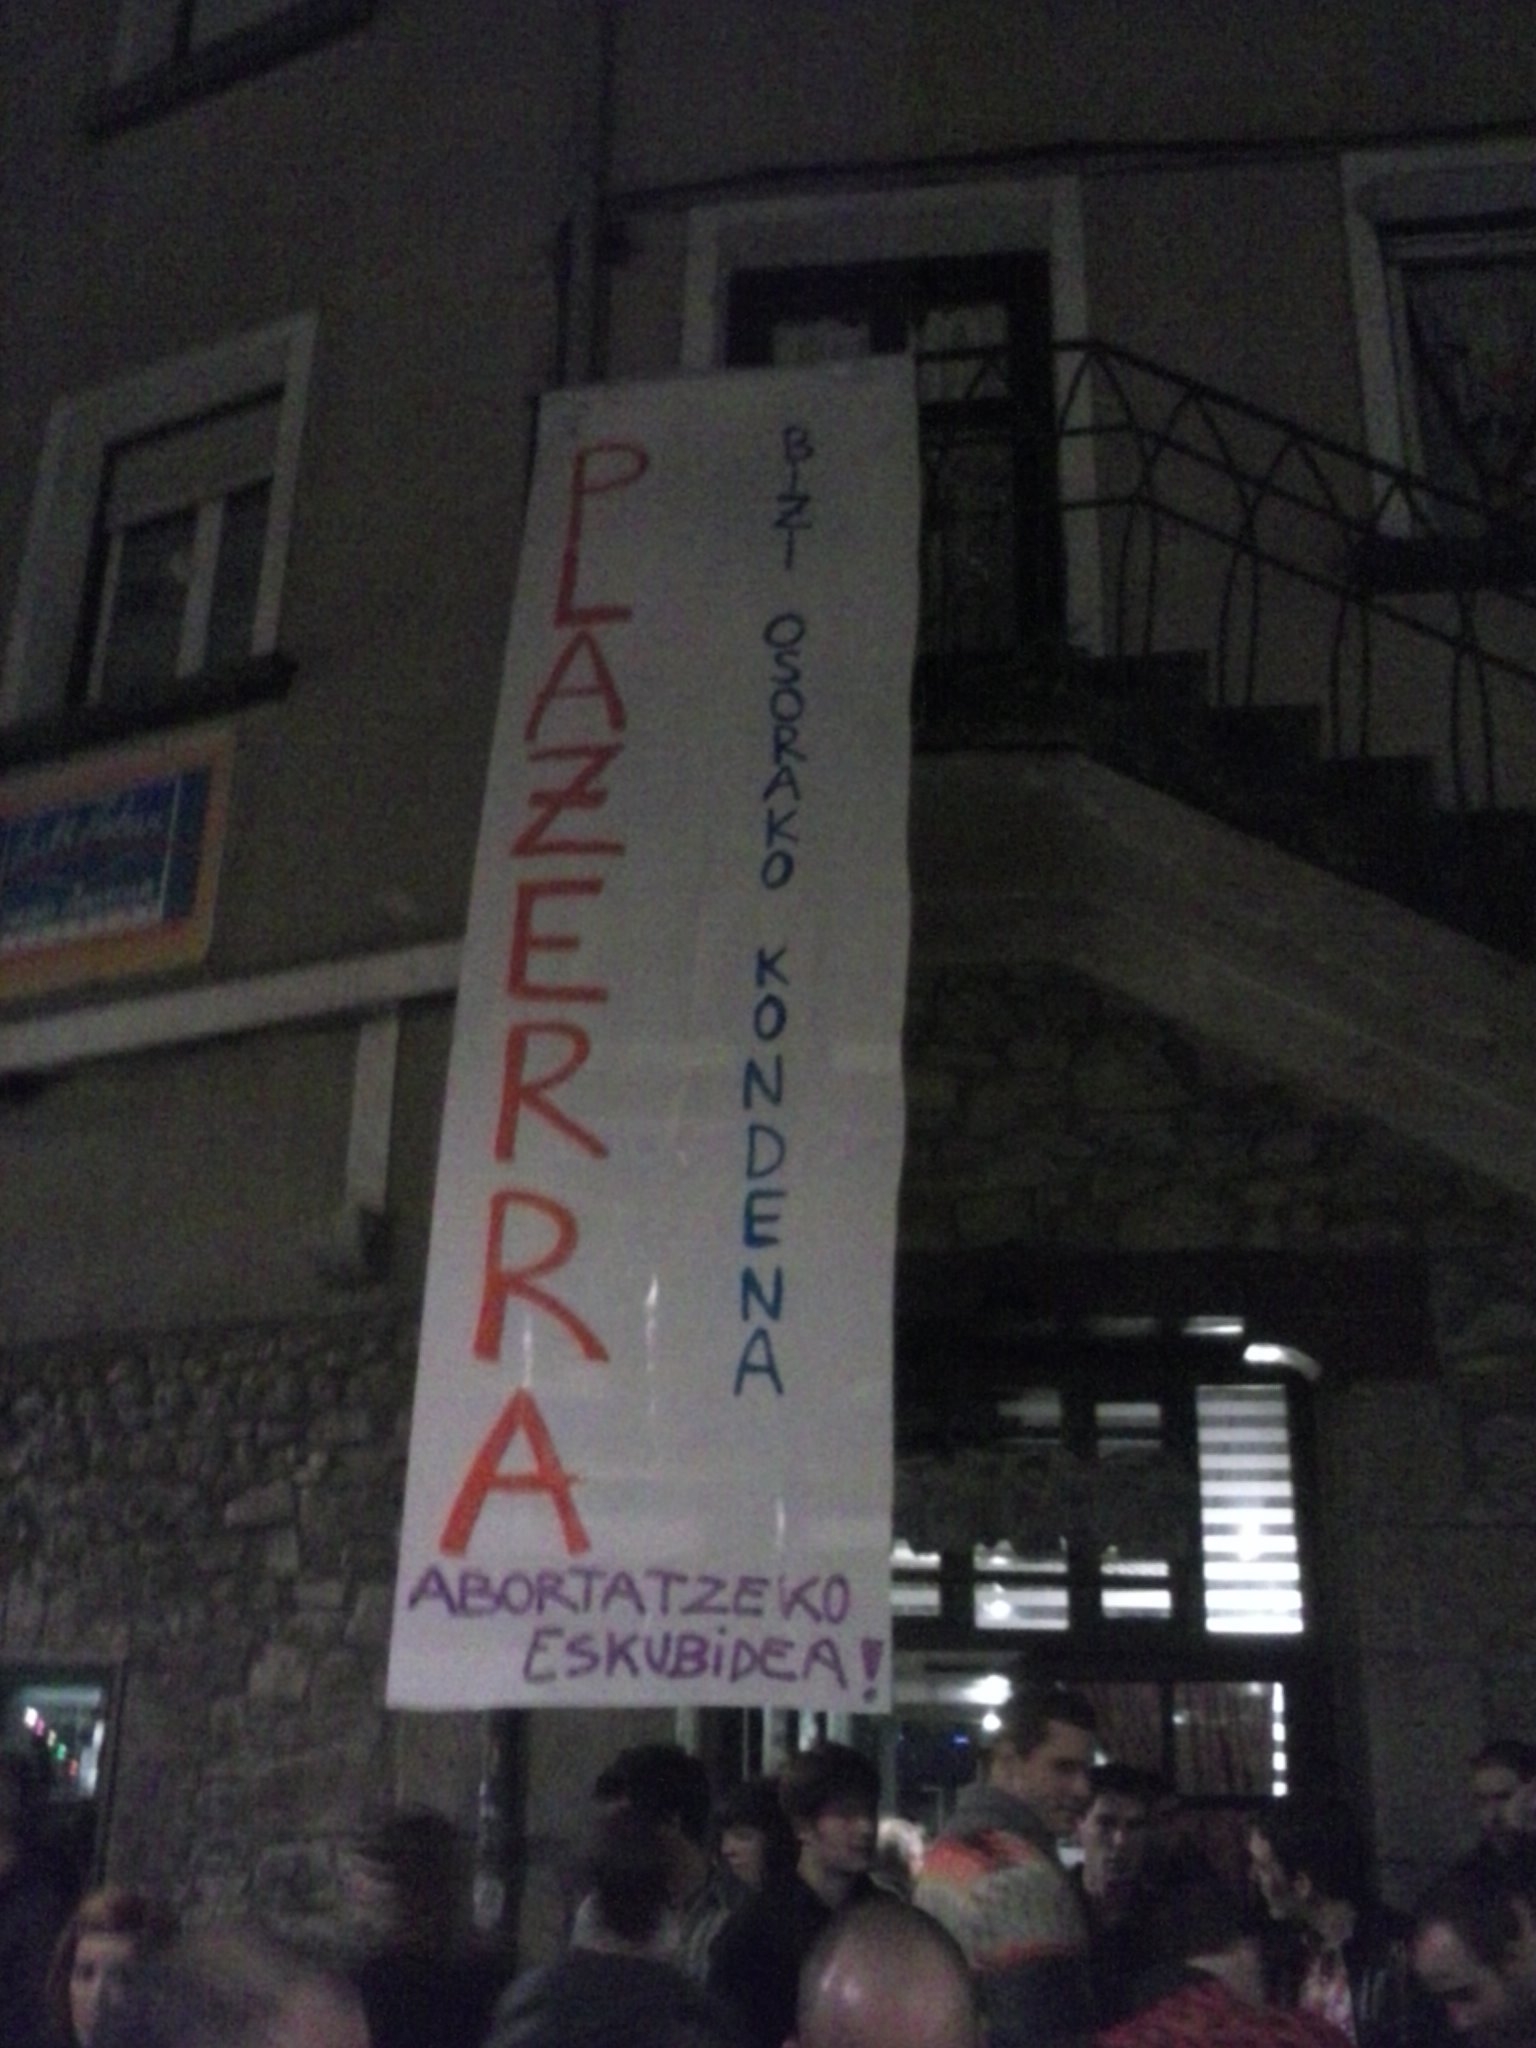 PLAZERRA
BIZI OSORAKO KONDENA
ABORTATZEKO
ESKUBiDEA!